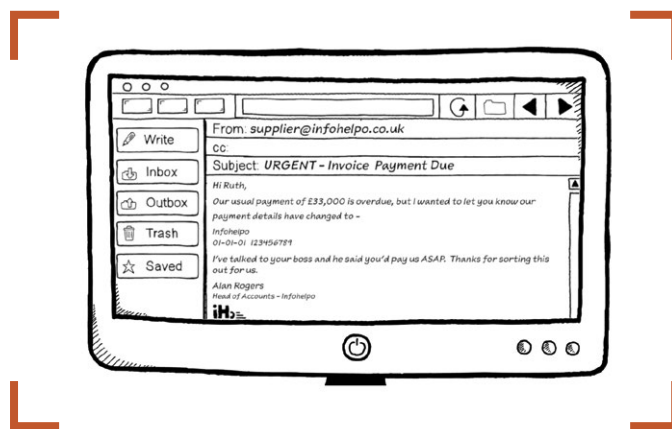 From: supplier@infohelpo.co.uk
cc:
Subject: URGENT - Invoice Payment Due
Write
Inbox
Outbox
Trash
Saved
Hi Ruth,
Our usual payment of £33,000 is overdue, but I wanted to let you know our
payment details have changed to -
Infohelpo
01-01-01 123456789
I've talked to your boss and he said you'd pay us ASAP. Thanks for sorting this
out for us.
Alan Rogers
Head of Accounts - Infohelpo
iH